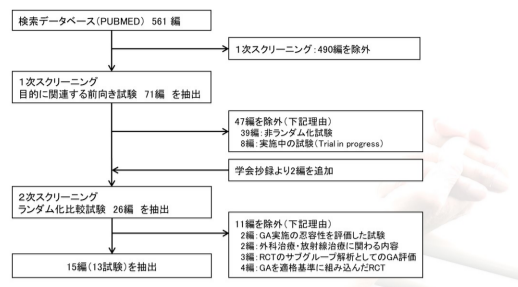 検索データベース(PUBMED) 561 編
1次スクリーニング:490編を除外
1次スクリーニング
目的に関連する前向き試験 71編 を抽出
47編を除外(下記理由)
39編:非ランダム化試験
8編:実施中の試験(Trial in progress)
学会抄録より2編を追加
2次スクリーニング
ランダム化比較試験 26編 を抽出
11編を除外(下記理由)
2編:GA実施の忍容性を評価した試験
2編:外科治療・放射線治療に関わる内容
3編:RCTのサブグループ解析としてのGA評価
4編:GAを適格基準に組み込んだRCT
15編(13試験)を抽出